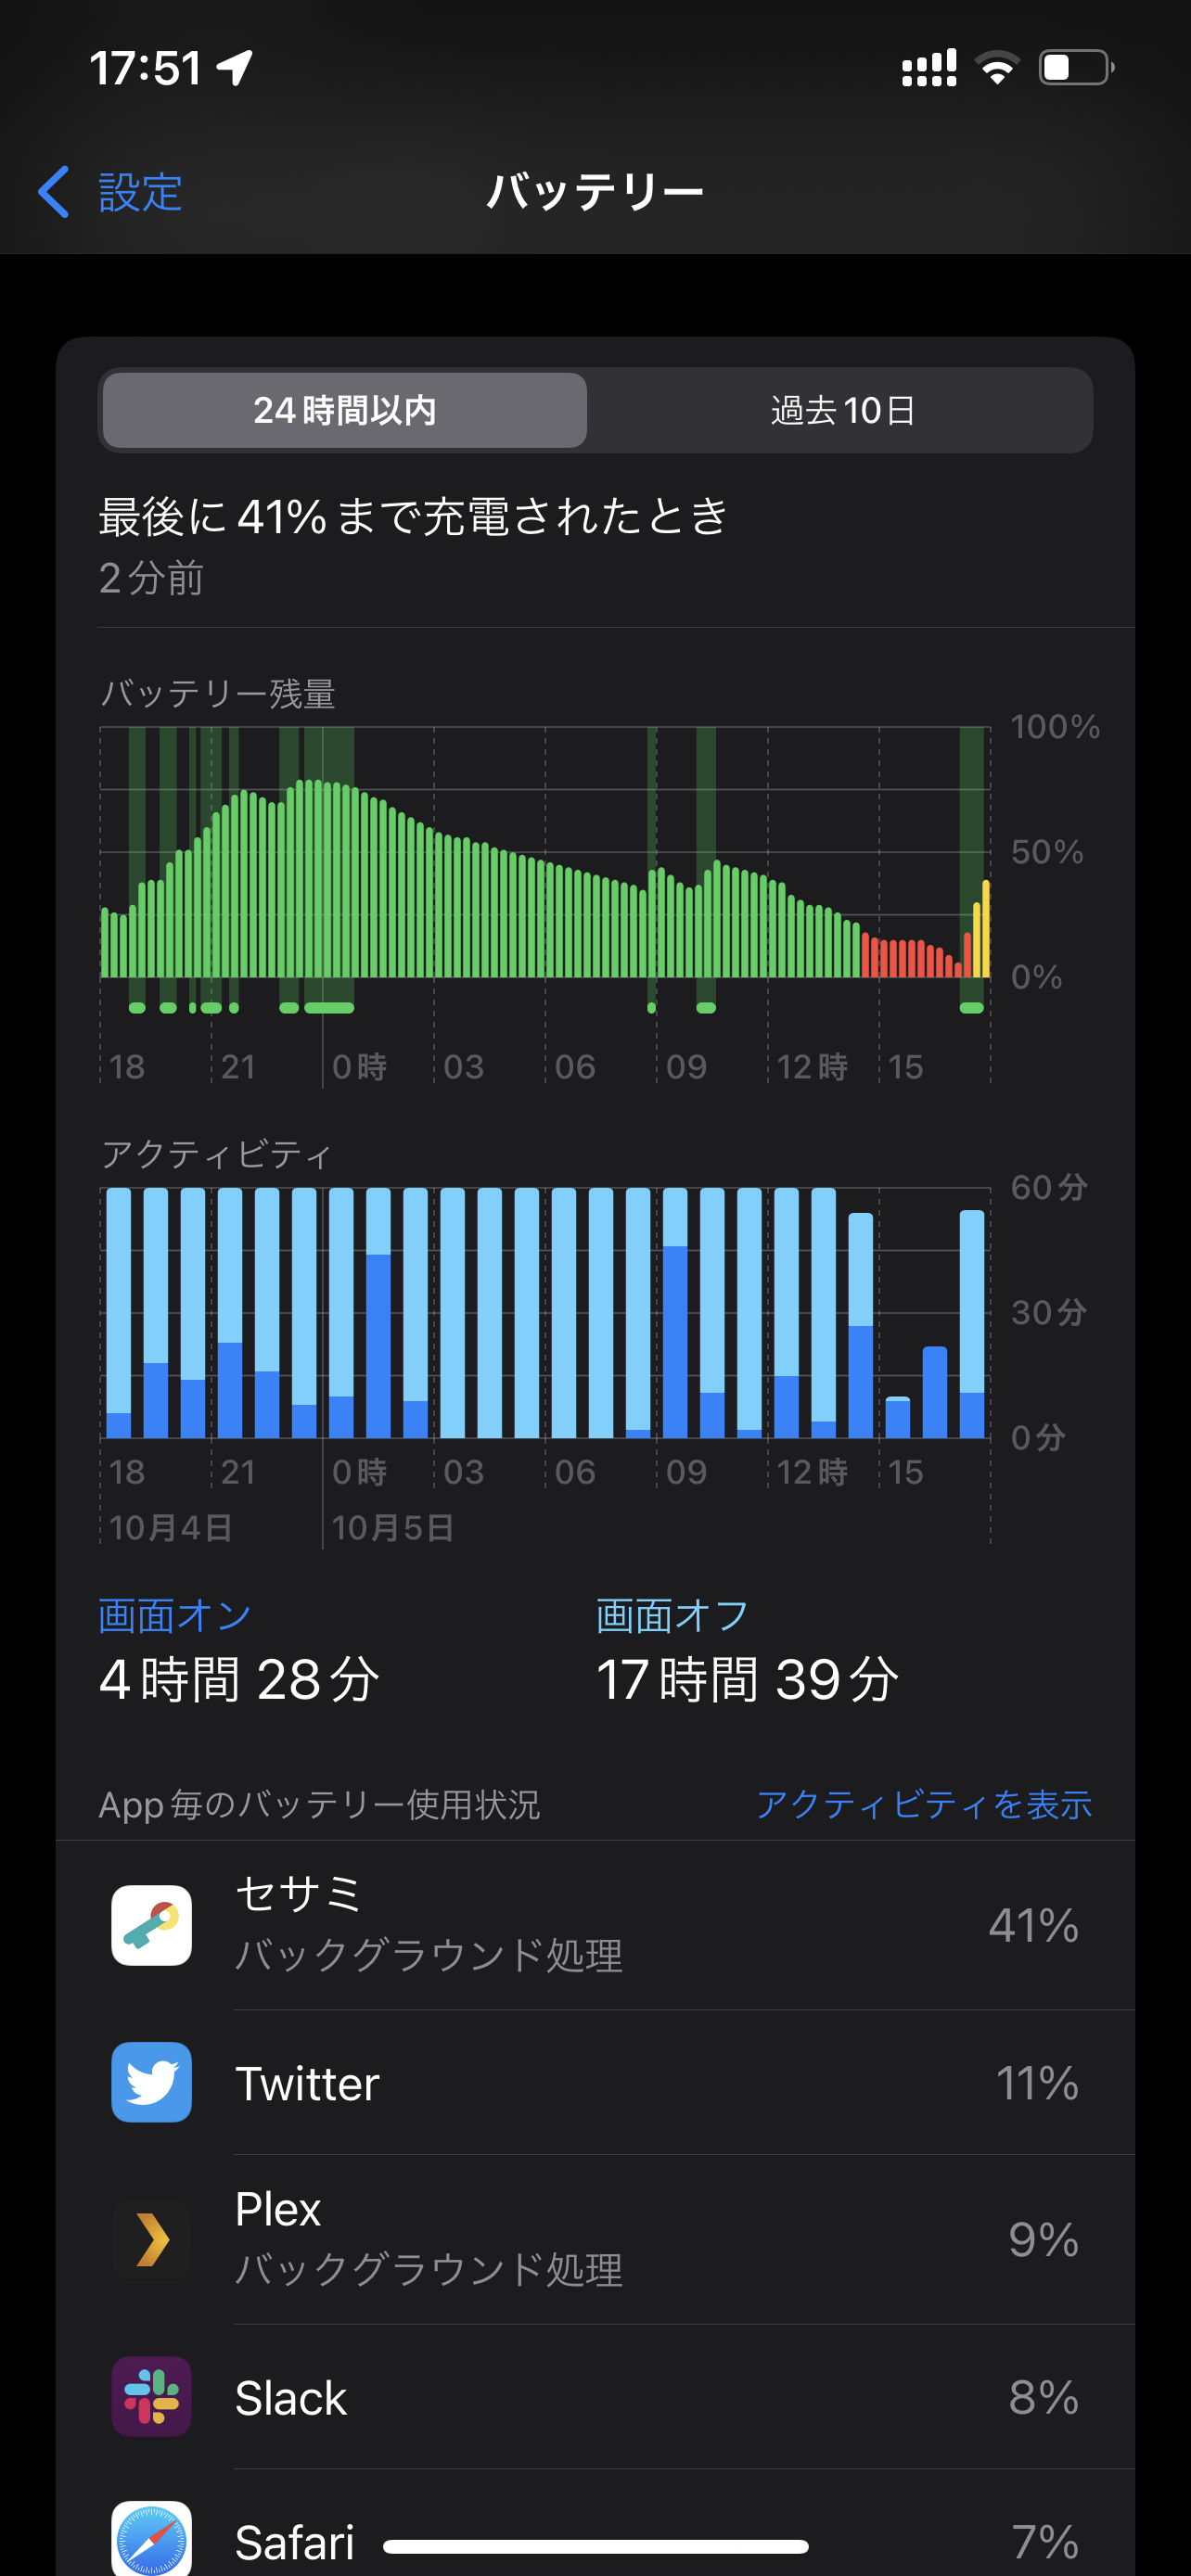 17:51
設定
バッテリー
24時間以内
過去10日
最後に41%まで充電されたとき
2分前
バッテリー残量
100%
50%
0%
18 21 0時 03 06 09 12時 15
アクティビティ
60分
30分
0分
18 21 0時 03 06 09 12時 15
10月4日 10月5日
画面オン 画面オフ
4時間 28分 17時間 39分
App毎のバッテリー使用状況 アクティビティを表示
セサミ
バックグラウンド処理
41%
Twitter 11%
Plex
バックグラウンド処理
9%
Slack 8%
Safari 7%